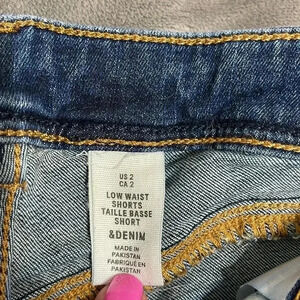 US 2
CA 2
LOW WAIST
SHORTS
TAILLE BASSE
SHORT
&DENIM
MADE IN
PAKISTAN
FABRIQUÉ EN
PAKISTAN